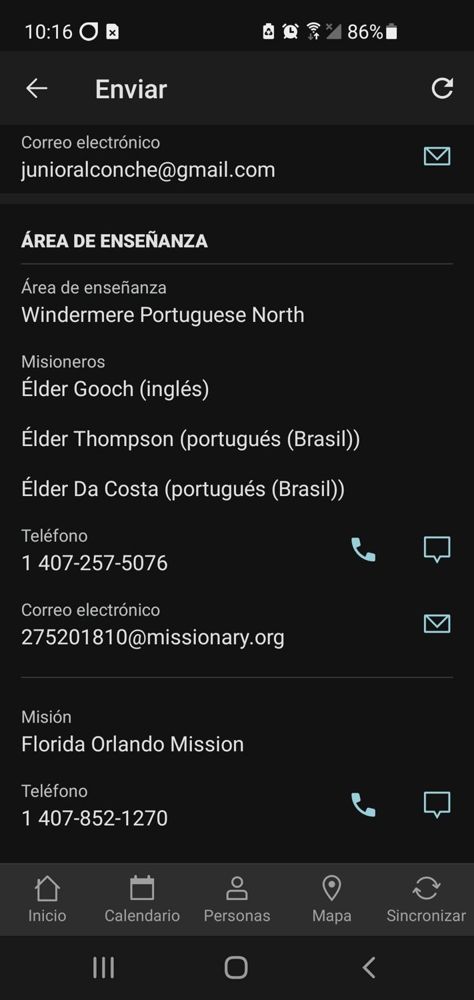 10:16 86%
Enviar
Correo electrónico
junioralconche@gmail.com
ÁREA DE ENSEÑANZA
Área de enseñanza
Windermere Portuguese North
Misioneros
Élder Gooch (inglés)
Élder Thompson (portugués (Brasil))
Élder Da Costa (portugués (Brasil))
Teléfono
1 407-257-5076
Correo electrónico
275201810@missionary.org
Misión
Florida Orlando Mission
Teléfono
1 407-852-1270
Inicio Calendario Personas Mapa Sincronizar